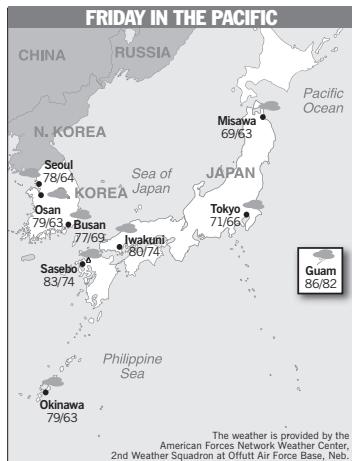 FRIDAY IN THE PACIFIC
CHINA
RUSSIA
Pacific
Ocean
Misawa
69/63
N. KOREA
Seoul
78/64
Sea of
Japan
JAPAN
KOREA
Osan
79/63
Busan
77/69
Tokyo
71/66
Iwakuni
80/74
Sasebo
83/74
Guam
86/82
Philippine
Sea
Okinawa
79/63
The weather is provided by the
American Forces Network Weather Center,
2nd Weather Squadron at Offutt Air Force Base, Neb.